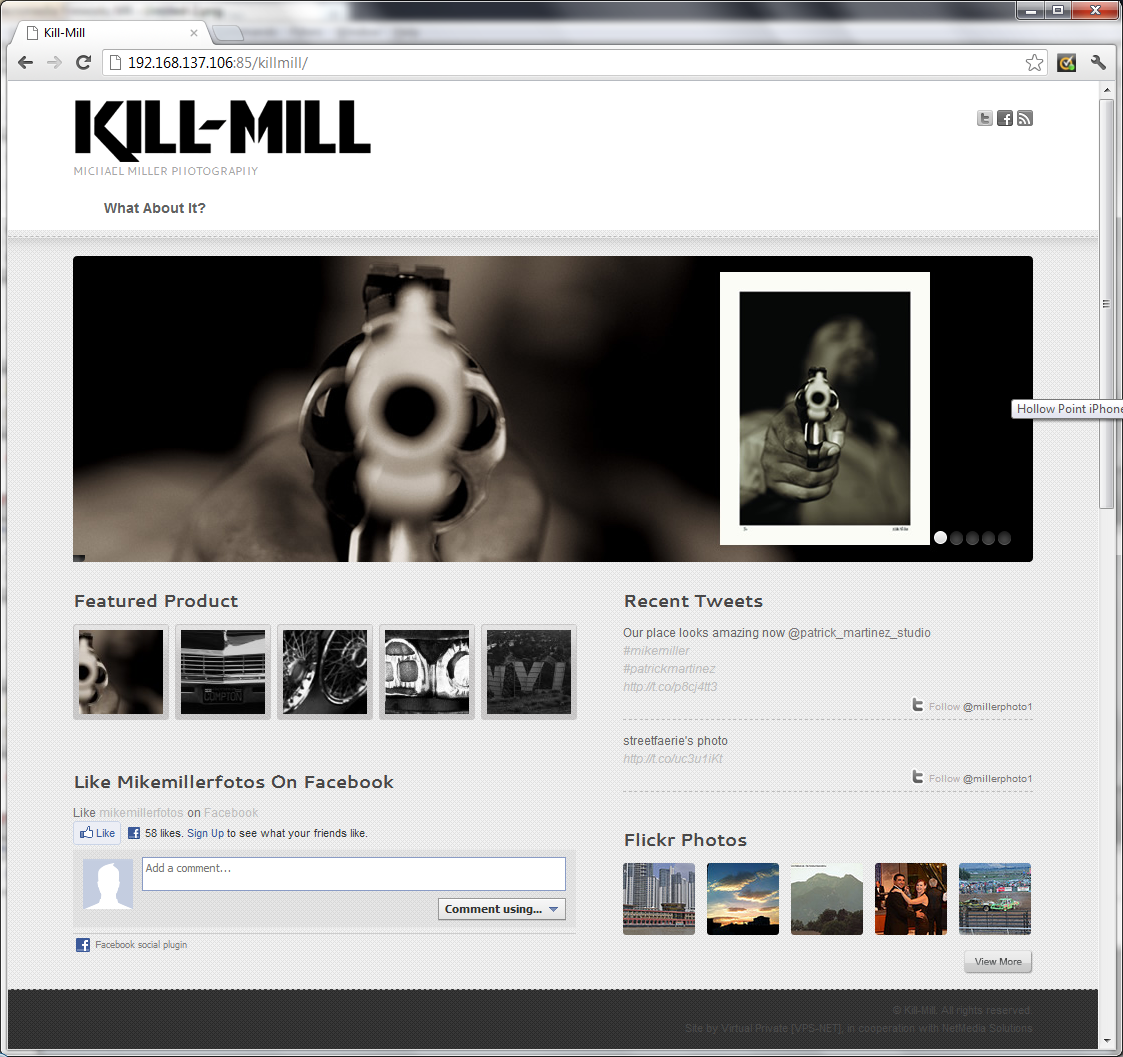 Kill-Mill
192.168.137.106:85/killmill/
KILL-MILL
MICHAEL MILLER PHOTOGRAPHY
What About It?
Hollow Point iPhone
Featured Product
COMPTON
Like Mikemillerfotos On Facebook
Like mikemillerfotos on Facebook
Like 58 likes. Sign Up to see what your friends like.
Add a comment...
Comment using...
Facebook social plugin
Recent Tweets
Our place looks amazing now @patrick_martinez_studio
#mikemiller
#patrickmartinez
http://t.co/p8cj4tt3
Follow @millerphoto1
streetfaerie's photo
http://t.co/uc3u1iKt
Follow @millerphoto1
Flickr Photos
View More
© Kill-Mill. All rights reserved.
Site by Virtual Private [VPS-NET], in cooperation with NetMedia Solutions